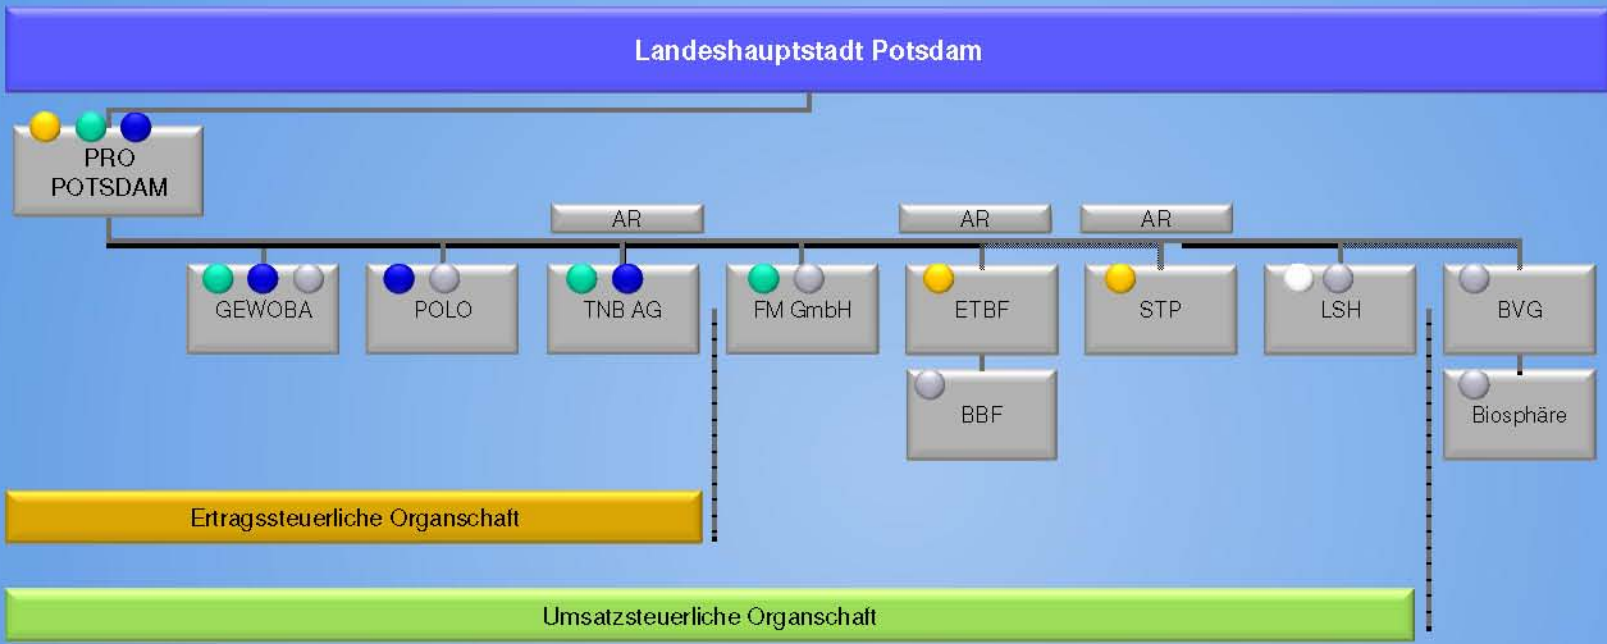 Landeshauptstadt Potsdam
PRO
POTSDAM
AR
AR
AR
GEWOBA
POLO
TNB AG
FM GmbH
ETBF
STP
LSH
BVG
BBF
Biosphäre
Ertragssteuerliche Organschaft
Umsatzsteuerliche Organschaft